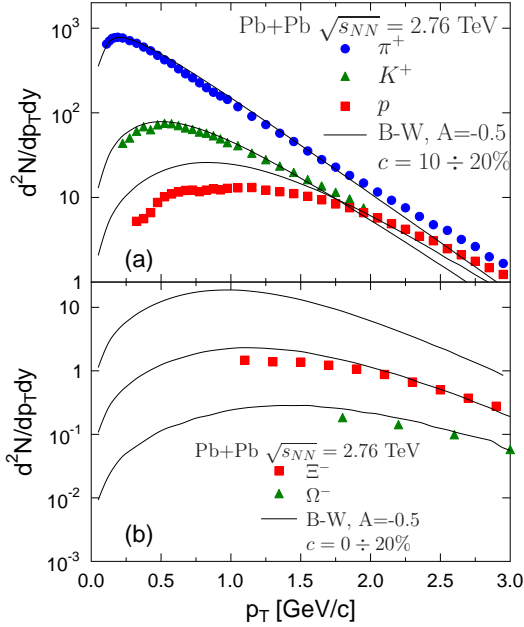 Pb+Pb √s_NN = 2.76 TeV
π⁺
K⁺
p
B-W, A=-0.5
c = 10 ÷ 20%
d²N/dp_Tdy
10³
10²
10
1
(a)
10
1
10⁻¹
10⁻²
10⁻³
d²N/dp_Tdy
Pb+Pb √s_NN = 2.76 TeV
Ξ⁻
Ω⁻
B-W, A=-0.5
c = 0 ÷ 20%
(b)
0.0 0.5 1.0 1.5 2.0 2.5 3.0
p_T [GeV/c]